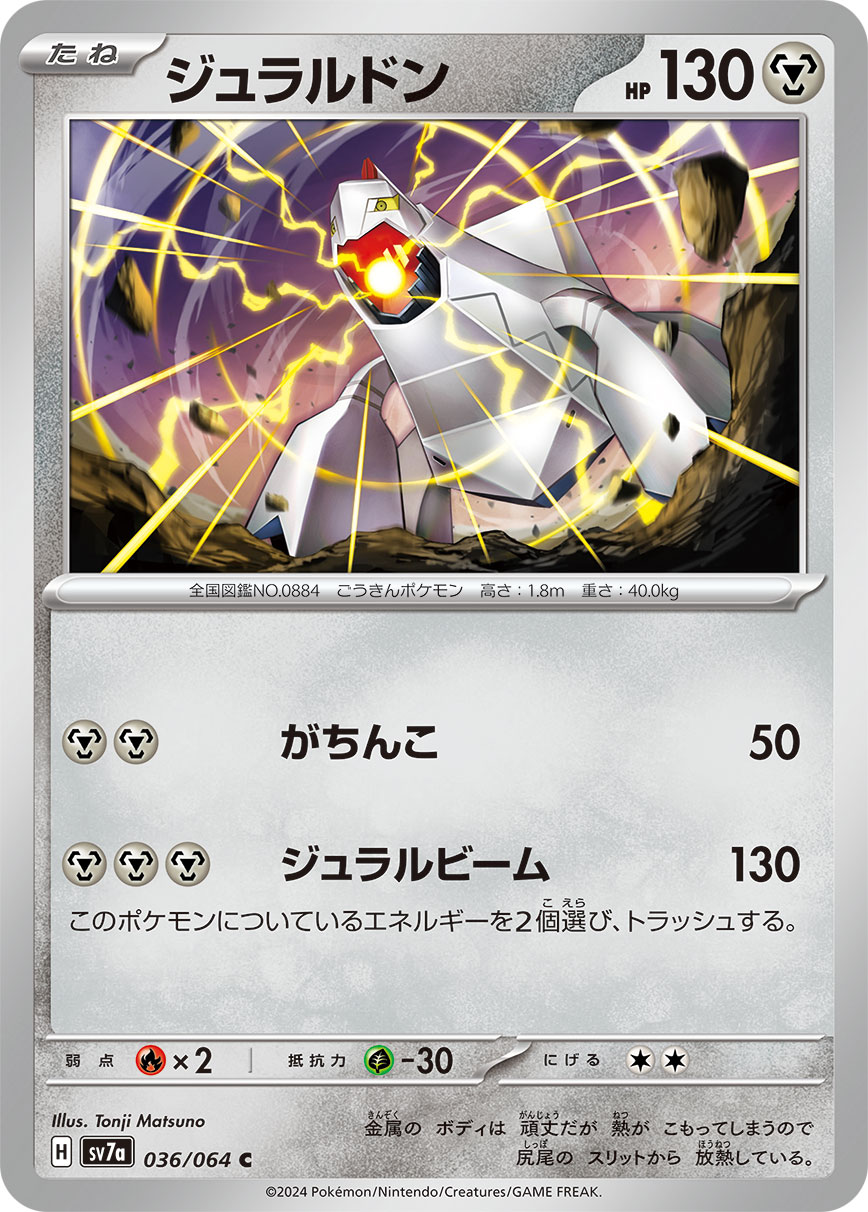 たね
ジュラルドン
HP 130
全国図鑑NO.0884 ごうきんポケモン 高さ:1.8m 重さ:40.0kg
がちんこ 50
ジュラルビーム 130
このポケモンについているエネルギーを2個選び、トラッシュする。
弱点 ×2 抵抗力 -30 にげる
Illus. Tonji Matsuno
金属の ボディは 頑丈だが 熱が こもってしまうので
尻尾の スリットから 放熱している。
H sv7a 036/064 C
©2024 Pokémon/Nintendo/Creatures/GAME FREAK.